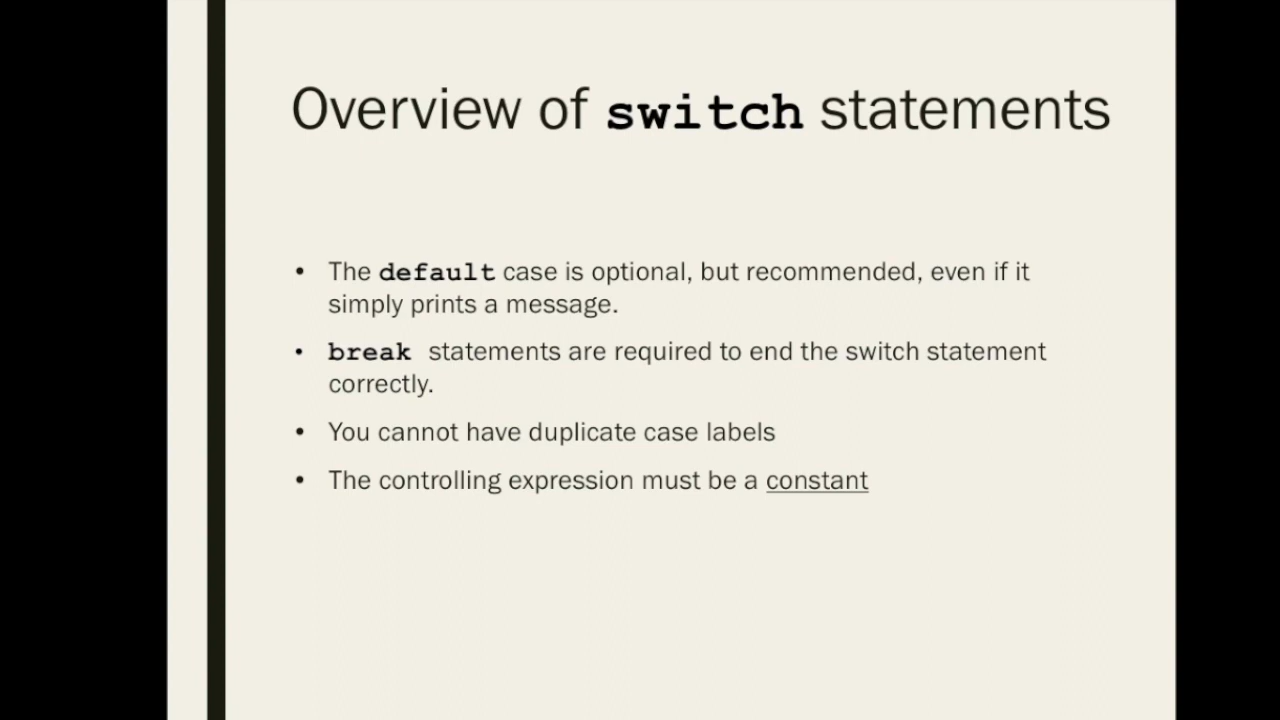 Overview of switch statements
• The default case is optional, but recommended, even if it
simply prints a message.
• break statements are required to end the switch statement
correctly.
• You cannot have duplicate case labels
• The controlling expression must be a constant